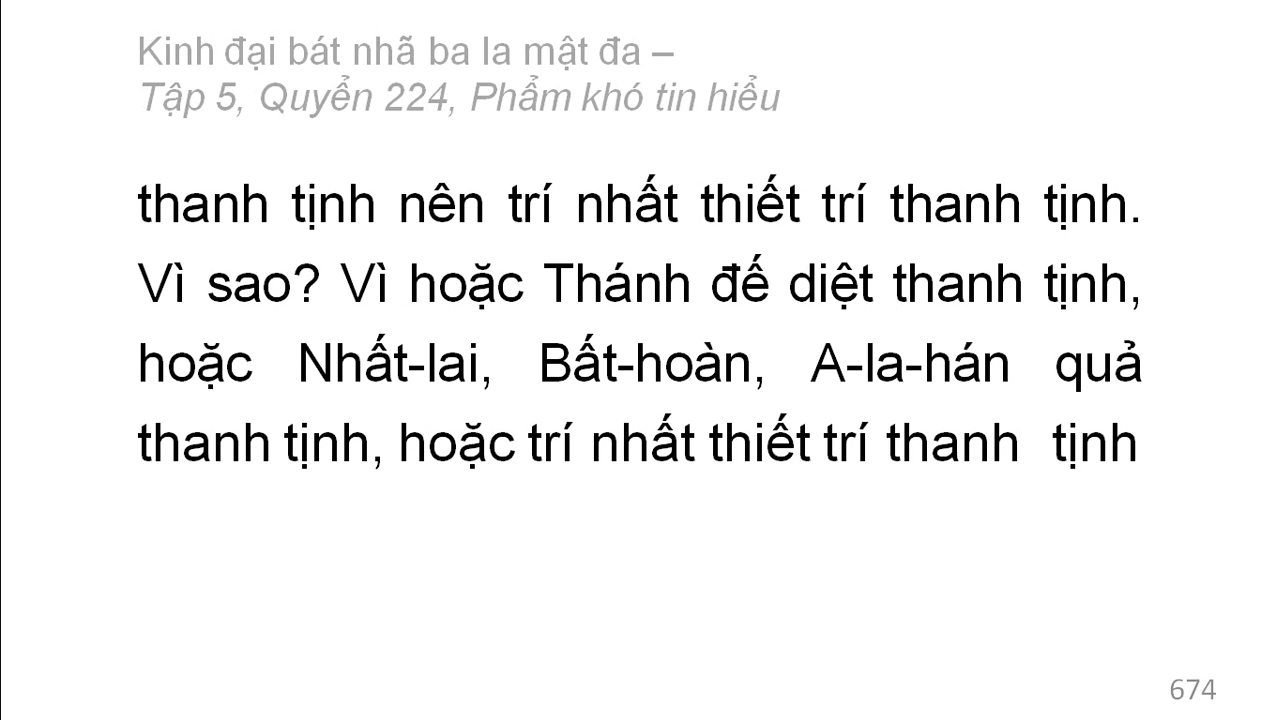 Kinh đại bát nhã ba la mật đa –
Tập 5, Quyển 224, Phẩm khó tin hiểu
thanh tịnh nên trí nhất thiết trí thanh tịnh.
Vì sao? Vì hoặc Thánh đế diệt thanh tịnh,
hoặc Nhất-lai, Bất-hoàn, A-la-hán quả
thanh tịnh, hoặc trí nhất thiết trí thanh tịnh
674